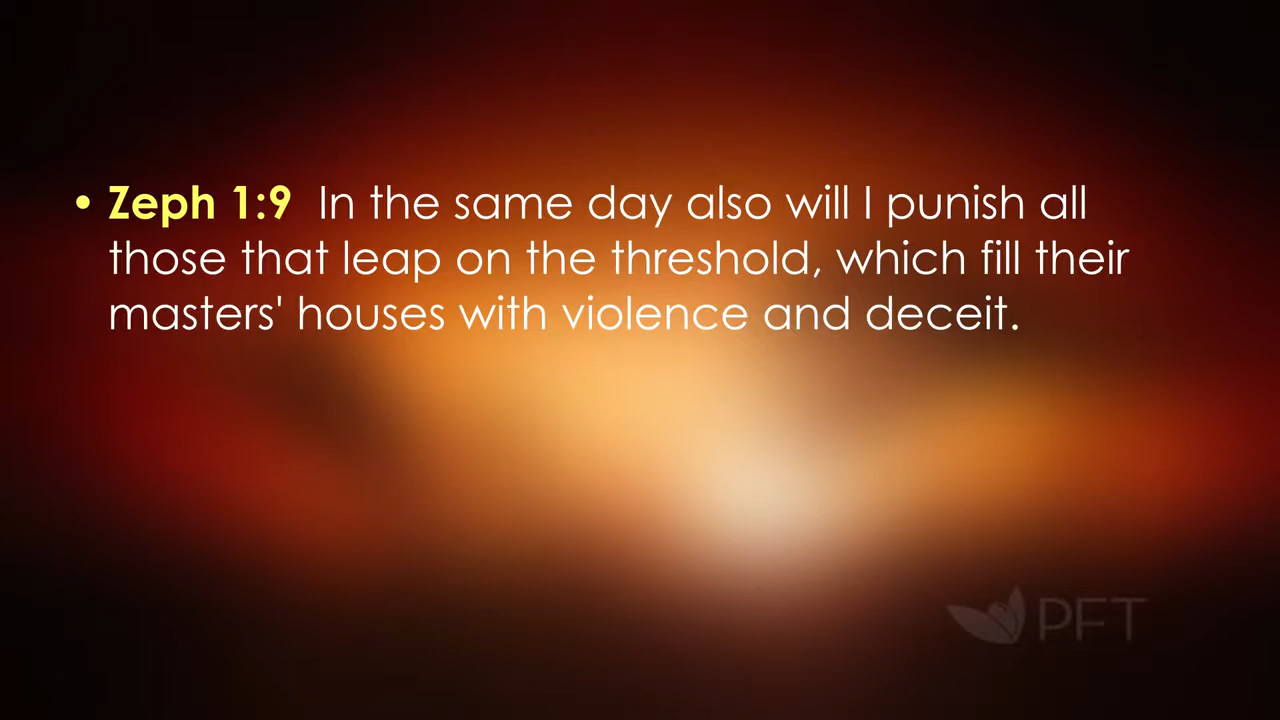 • Zeph 1:9 In the same day also will I punish all
those that leap on the threshold, which fill their
masters' houses with violence and deceit.
PFT